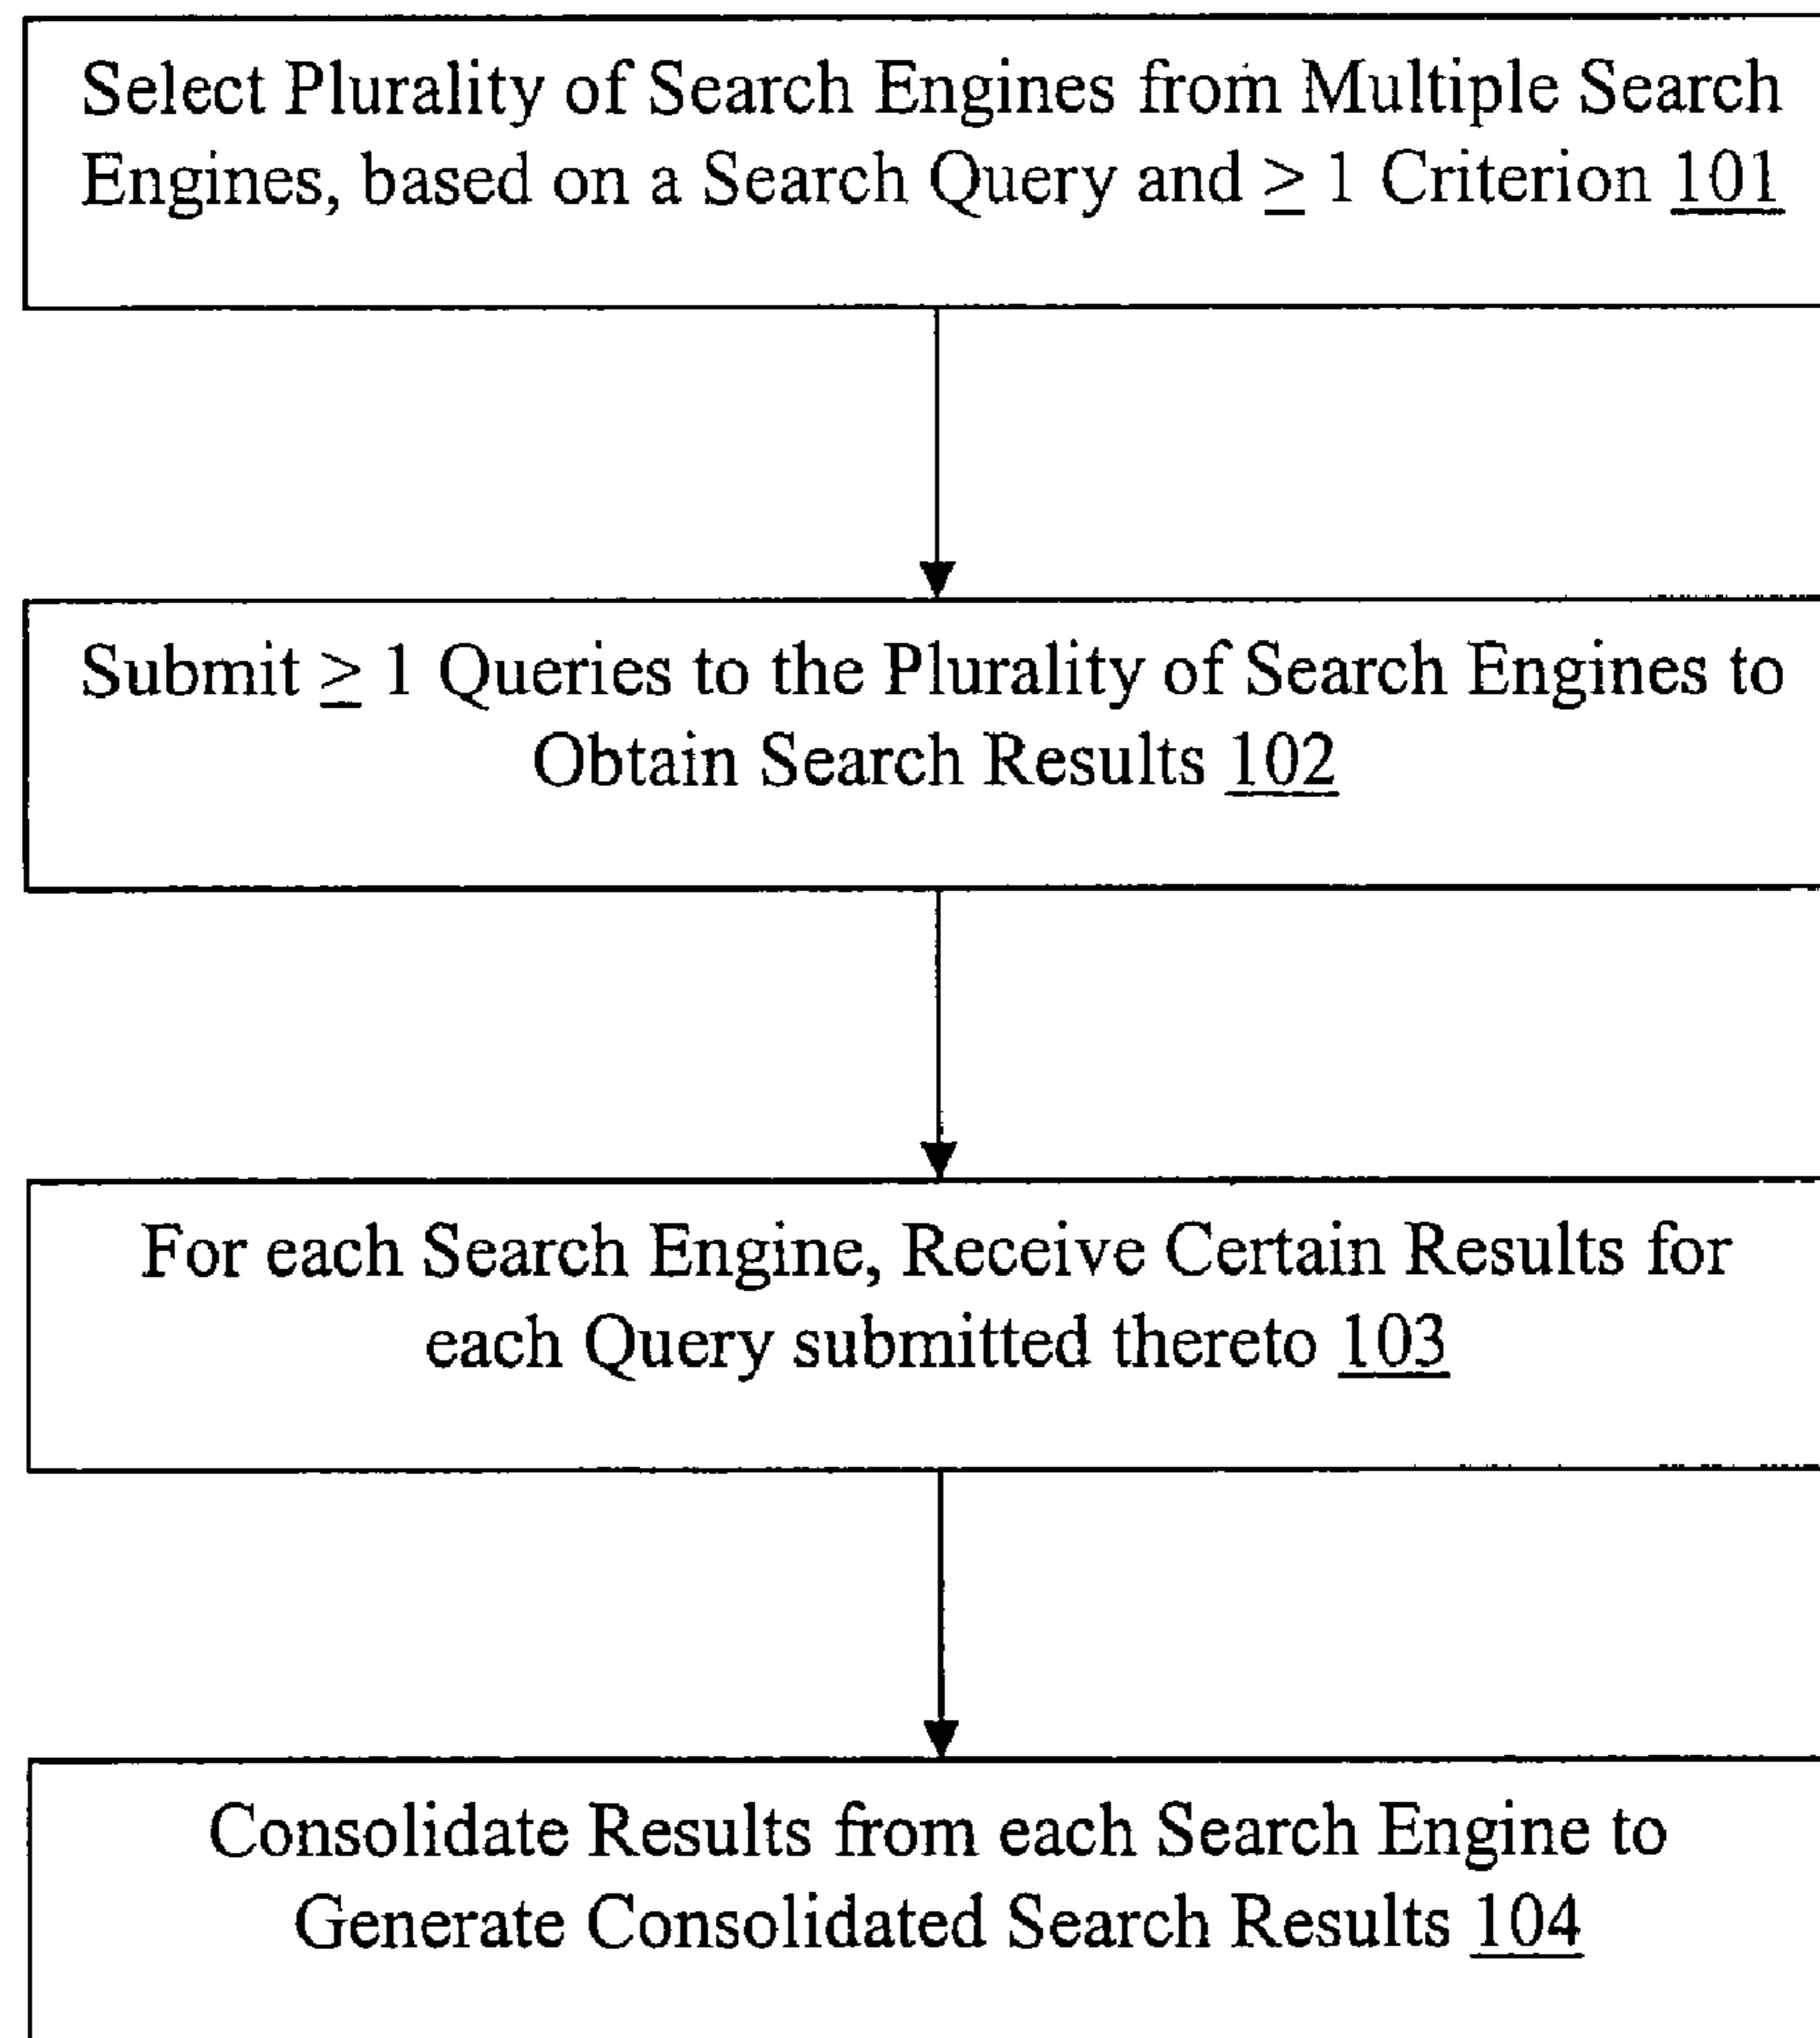 Select Plurality of Search Engines from Multiple Search
Engines, based on a Search Query and ≥ 1 Criterion 101
Submit ≥ 1 Queries to the Plurality of Search Engines to
Obtain Search Results 102
For each Search Engine, Receive Certain Results for
each Query submitted thereto 103
Consolidate Results from each Search Engine to
Generate Consolidated Search Results 104